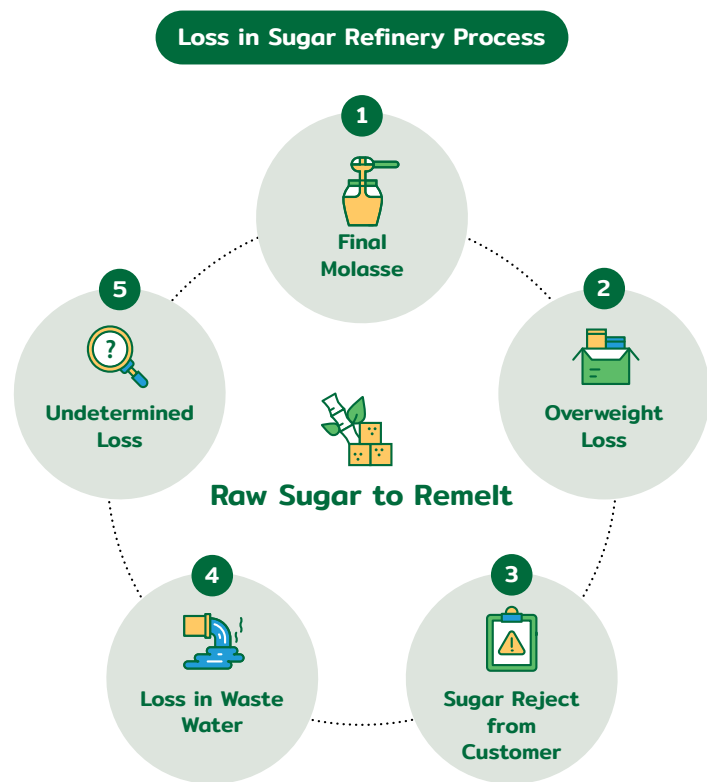 Loss in Sugar Refinery Process
1
Final
Molasse
2
Overweight
Loss
3
Sugar Reject
from
Customer
4
Loss in Waste
Water
5
?
Undetermined
Loss
Raw Sugar to Remelt